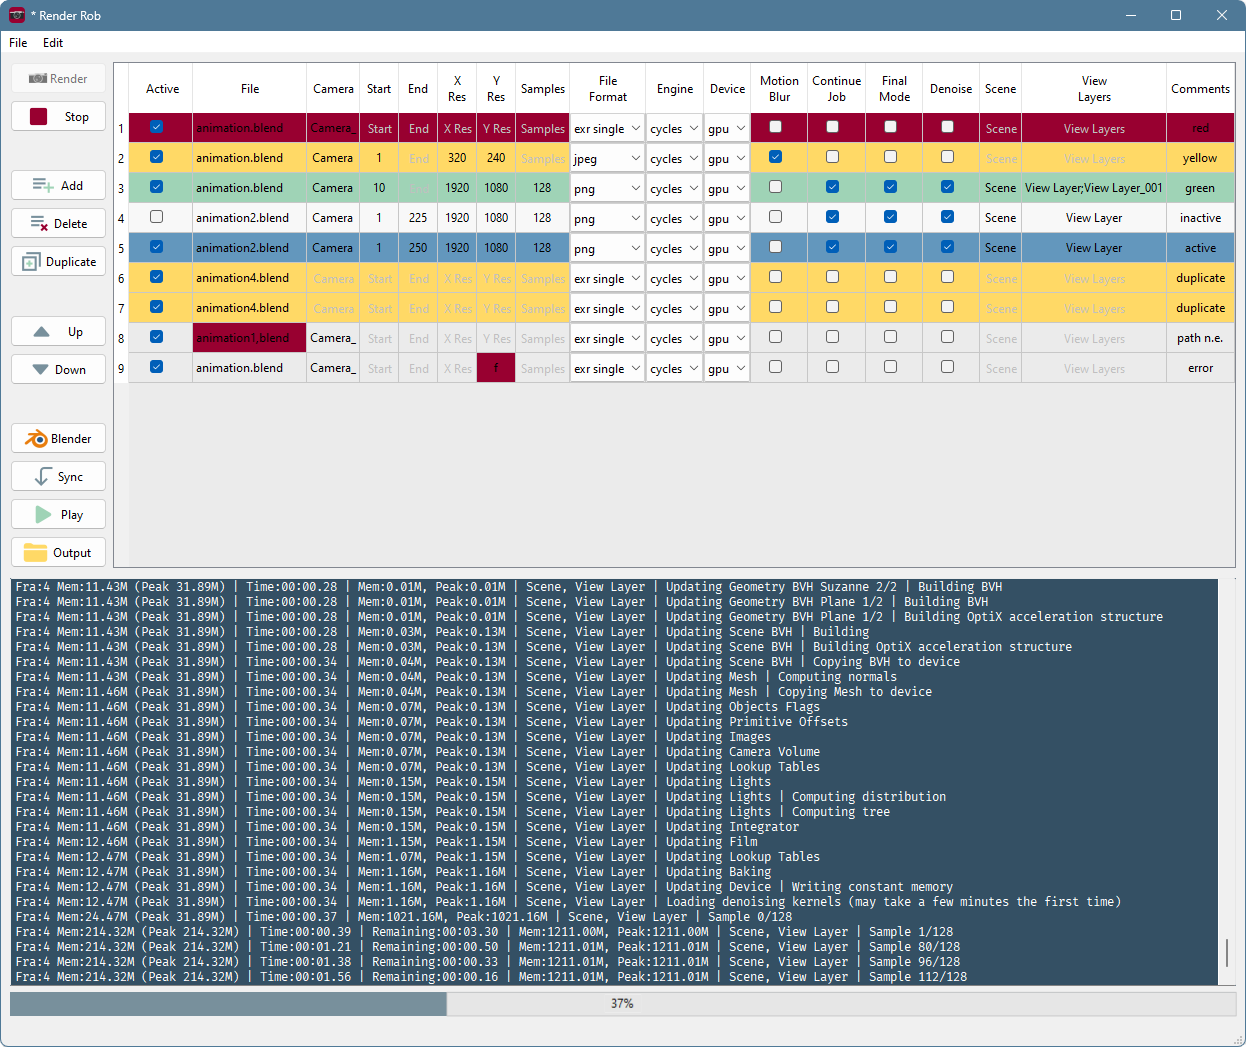 * Render Rob
File Edit
Render
Stop
Add
Delete
Duplicate
Up
Down
Blender
Sync
Play
Output
Active File Camera Start End X Res Y Res Samples File Format Engine Device Motion Blur Continue Job Final Mode Denoise Scene View Layers Comments
1 animation.blend Camera_ Start End X Res Y Res Samples exr single cycles gpu Scene View Layers red
2 animation.blend Camera 1 End 320 240 Samples jpeg cycles gpu Scene View Layers yellow
3 animation.blend Camera 10 End 1920 1080 128 png cycles gpu Scene View Layer;View Layer_001 green
4 animation2.blend Camera 1 225 1920 1080 128 png cycles gpu Scene View Layer inactive
5 animation2.blend Camera 1 250 1920 1080 128 png cycles gpu Scene View Layer active
6 animation4.blend Camera Start End X Res Y Res Samples exr single cycles gpu Scene View Layers duplicate
7 animation4.blend Camera Start End X Res Y Res Samples exr single cycles gpu Scene View Layers duplicate
8 animation1,blend Camera_ Start End X Res Y Res Samples exr single cycles gpu Scene View Layers path n.e.
9 animation.blend Camera_ Start End X Res f Samples exr single cycles gpu Scene View Layers error
Fra:4 Mem:11.43M (Peak 31.89M) | Time:00:00.28 | Mem:0.01M, Peak:0.01M | Scene, View Layer | Updating Geometry BVH Suzanne 2/2 | Building BVH
Fra:4 Mem:11.43M (Peak 31.89M) | Time:00:00.28 | Mem:0.01M, Peak:0.01M | Scene, View Layer | Updating Geometry BVH Plane 1/2 | Building BVH
Fra:4 Mem:11.43M (Peak 31.89M) | Time:00:00.28 | Mem:0.01M, Peak:0.01M | Scene, View Layer | Updating Geometry BVH Plane 1/2 | Building OptiX acceleration structure
Fra:4 Mem:11.43M (Peak 31.89M) | Time:00:00.28 | Mem:0.03M, Peak:0.13M | Scene, View Layer | Updating Scene BVH | Building
Fra:4 Mem:11.43M (Peak 31.89M) | Time:00:00.28 | Mem:0.03M, Peak:0.13M | Scene, View Layer | Updating Scene BVH | Building OptiX acceleration structure
Fra:4 Mem:11.43M (Peak 31.89M) | Time:00:00.34 | Mem:0.04M, Peak:0.13M | Scene, View Layer | Updating Scene BVH | Copying BVH to device
Fra:4 Mem:11.43M (Peak 31.89M) | Time:00:00.34 | Mem:0.04M, Peak:0.13M | Scene, View Layer | Updating Mesh | Computing normals
Fra:4 Mem:11.46M (Peak 31.89M) | Time:00:00.34 | Mem:0.04M, Peak:0.13M | Scene, View Layer | Updating Mesh | Copying Mesh to device
Fra:4 Mem:11.46M (Peak 31.89M) | Time:00:00.34 | Mem:0.07M, Peak:0.13M | Scene, View Layer | Updating Objects Flags
Fra:4 Mem:11.46M (Peak 31.89M) | Time:00:00.34 | Mem:0.07M, Peak:0.13M | Scene, View Layer | Updating Primitive Offsets
Fra:4 Mem:11.46M (Peak 31.89M) | Time:00:00.34 | Mem:0.07M, Peak:0.13M | Scene, View Layer | Updating Images
Fra:4 Mem:11.46M (Peak 31.89M) | Time:00:00.34 | Mem:0.07M, Peak:0.13M | Scene, View Layer | Updating Camera Volume
Fra:4 Mem:11.46M (Peak 31.89M) | Time:00:00.34 | Mem:0.07M, Peak:0.13M | Scene, View Layer | Updating Lookup Tables
Fra:4 Mem:11.46M (Peak 31.89M) | Time:00:00.34 | Mem:0.15M, Peak:0.15M | Scene, View Layer | Updating Lights
Fra:4 Mem:11.46M (Peak 31.89M) | Time:00:00.34 | Mem:0.15M, Peak:0.15M | Scene, View Layer | Updating Lights | Computing distribution
Fra:4 Mem:11.46M (Peak 31.89M) | Time:00:00.34 | Mem:0.15M, Peak:0.15M | Scene, View Layer | Updating Lights | Computing tree
Fra:4 Mem:11.46M (Peak 31.89M) | Time:00:00.34 | Mem:0.15M, Peak:0.15M | Scene, View Layer | Updating Integrator
Fra:4 Mem:12.46M (Peak 31.89M) | Time:00:00.34 | Mem:1.15M, Peak:1.15M | Scene, View Layer | Updating Film
Fra:4 Mem:12.47M (Peak 31.89M) | Time:00:00.34 | Mem:1.07M, Peak:1.15M | Scene, View Layer | Updating Lookup Tables
Fra:4 Mem:12.47M (Peak 31.89M) | Time:00:00.34 | Mem:1.16M, Peak:1.16M | Scene, View Layer | Updating Baking
Fra:4 Mem:12.47M (Peak 31.89M) | Time:00:00.34 | Mem:1.16M, Peak:1.16M | Scene, View Layer | Updating Device | Writing constant memory
Fra:4 Mem:12.47M (Peak 31.89M) | Time:00:00.34 | Mem:1.16M, Peak:1.16M | Scene, View Layer | Loading denoising kernels (may take a few minutes the first time)
Fra:4 Mem:24.47M (Peak 31.89M) | Time:00:00.37 | Mem:1021.16M, Peak:1021.16M | Scene, View Layer | Sample 0/128
Fra:4 Mem:214.32M (Peak 214.32M) | Time:00:00.39 | Remaining:00:03.30 | Mem:1211.00M, Peak:1211.00M | Scene, View Layer | Sample 1/128
Fra:4 Mem:214.32M (Peak 214.32M) | Time:00:01.21 | Remaining:00:00.50 | Mem:1211.01M, Peak:1211.01M | Scene, View Layer | Sample 80/128
Fra:4 Mem:214.32M (Peak 214.32M) | Time:00:01.38 | Remaining:00:00.33 | Mem:1211.01M, Peak:1211.01M | Scene, View Layer | Sample 96/128
Fra:4 Mem:214.32M (Peak 214.32M) | Time:00:01.56 | Remaining:00:00.16 | Mem:1211.01M, Peak:1211.01M | Scene, View Layer | Sample 112/128
37%